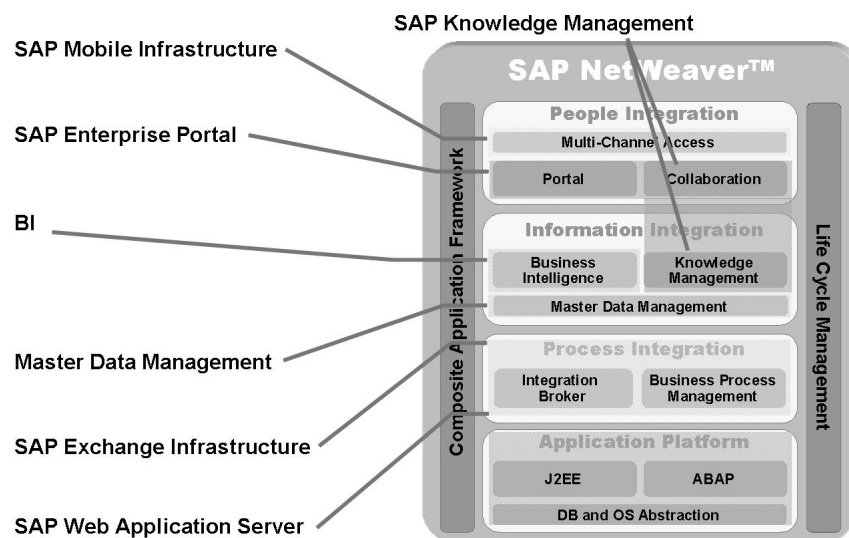 SAP Knowledge Management
SAP Mobile Infrastructure
SAP Enterprise Portal
BI
Master Data Management
SAP Exchange Infrastructure
SAP Web Application Server
SAP NetWeaver™
Composite Application Framework
People Integration
Multi-Channel Access
Portal
Collaboration
Information Integration
Business
Intelligence
Knowledge
Management
Master Data Management
Process Integration
Integration
Broker
Business Process
Management
Application Platform
J2EE
ABAP
DB and OS Abstraction
Life Cycle Management